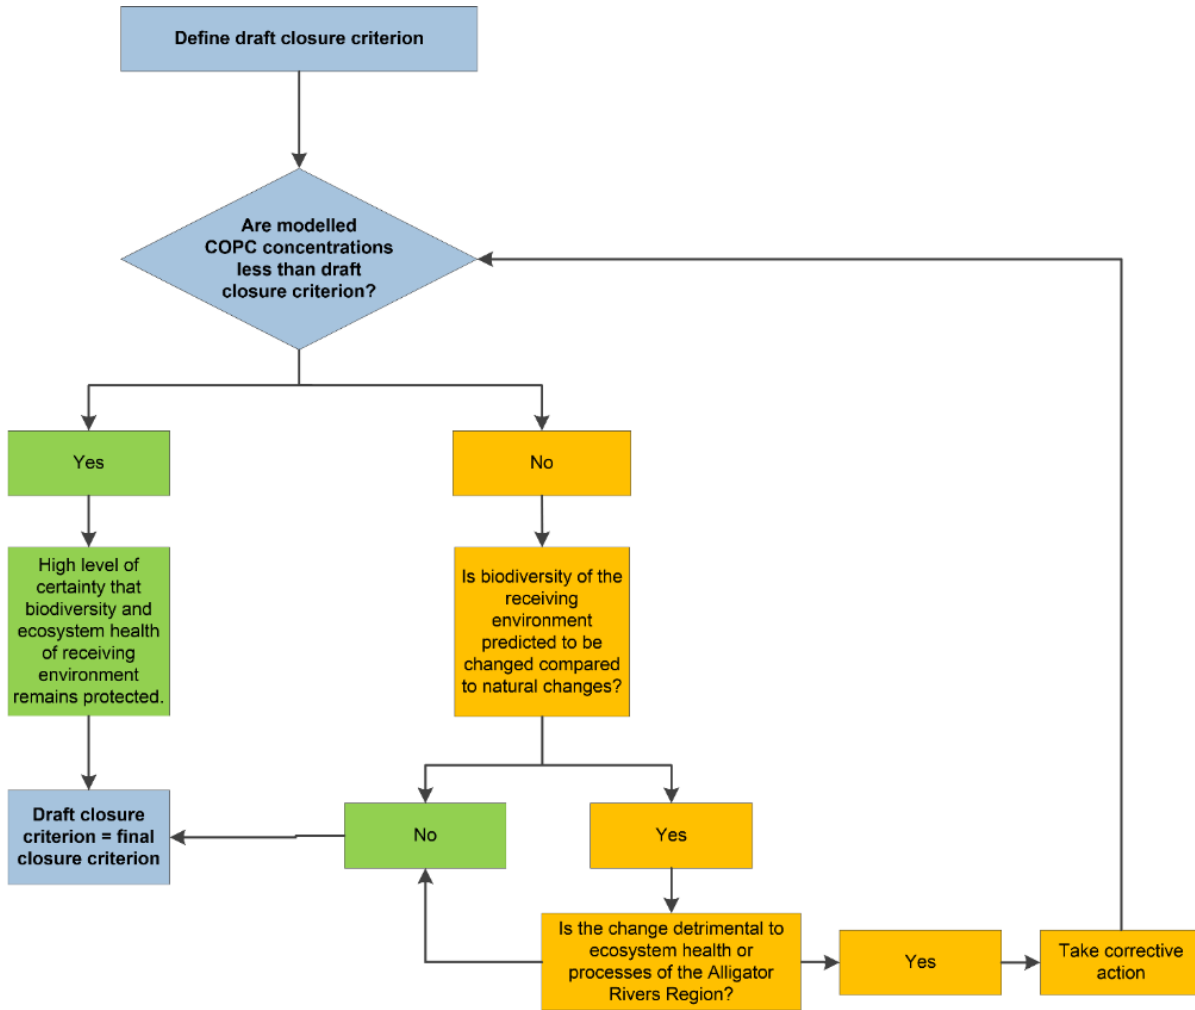 Define draft closure criterion
Are modelled
COPC concentrations
less than draft
closure criterion?
Yes
No
High level of
certainty that
biodiversity and
ecosystem health
of receiving
environment
remains protected.
Is biodiversity of the
receiving
environment
predicted to be
changed compared
to natural changes?
Draft closure
criterion = final
closure criterion
No
Yes
Is the change detrimental to
ecosystem health or
processes of the Alligator
Rivers Region?
Yes
Take corrective
action